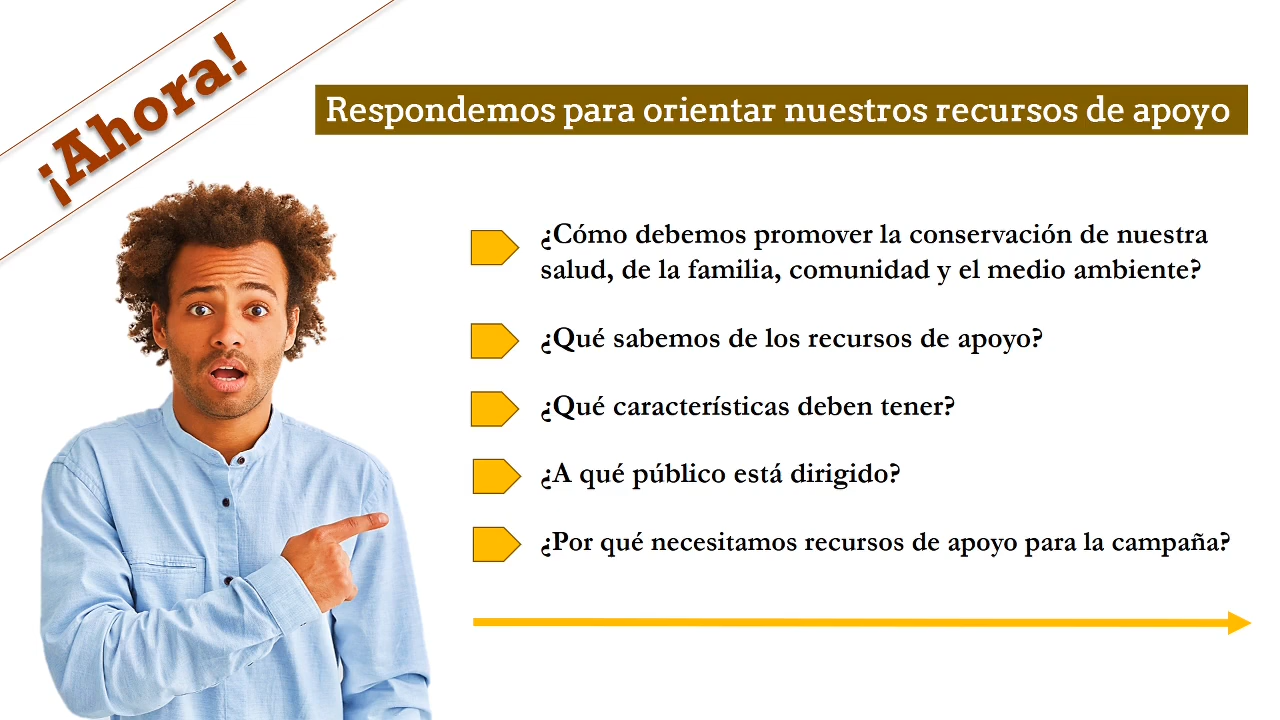 ¡Ahora!
Respondemos para orientar nuestros recursos de apoyo
¿Cómo debemos promover la conservación de nuestra
salud, de la familia, comunidad y el medio ambiente?
¿Qué sabemos de los recursos de apoyo?
¿Qué características deben tener?
¿A qué público está dirigido?
¿Por qué necesitamos recursos de apoyo para la campaña?